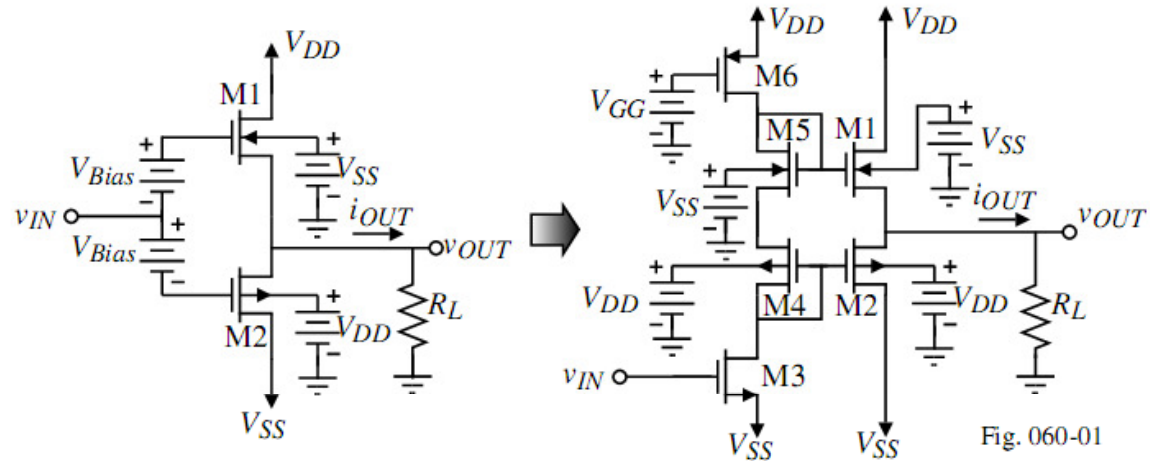 VDD
M1
VBias
VSS
vIN
iOUT
vOUT
VBias
M2
VDD
RL
VSS
VDD
VDD
M6
VGG
M5
M1
VSS
VSS
iOUT
vOUT
VDD
M4
M2
VDD
RL
vIN
M3
VSS
VSS
Fig. 060-01